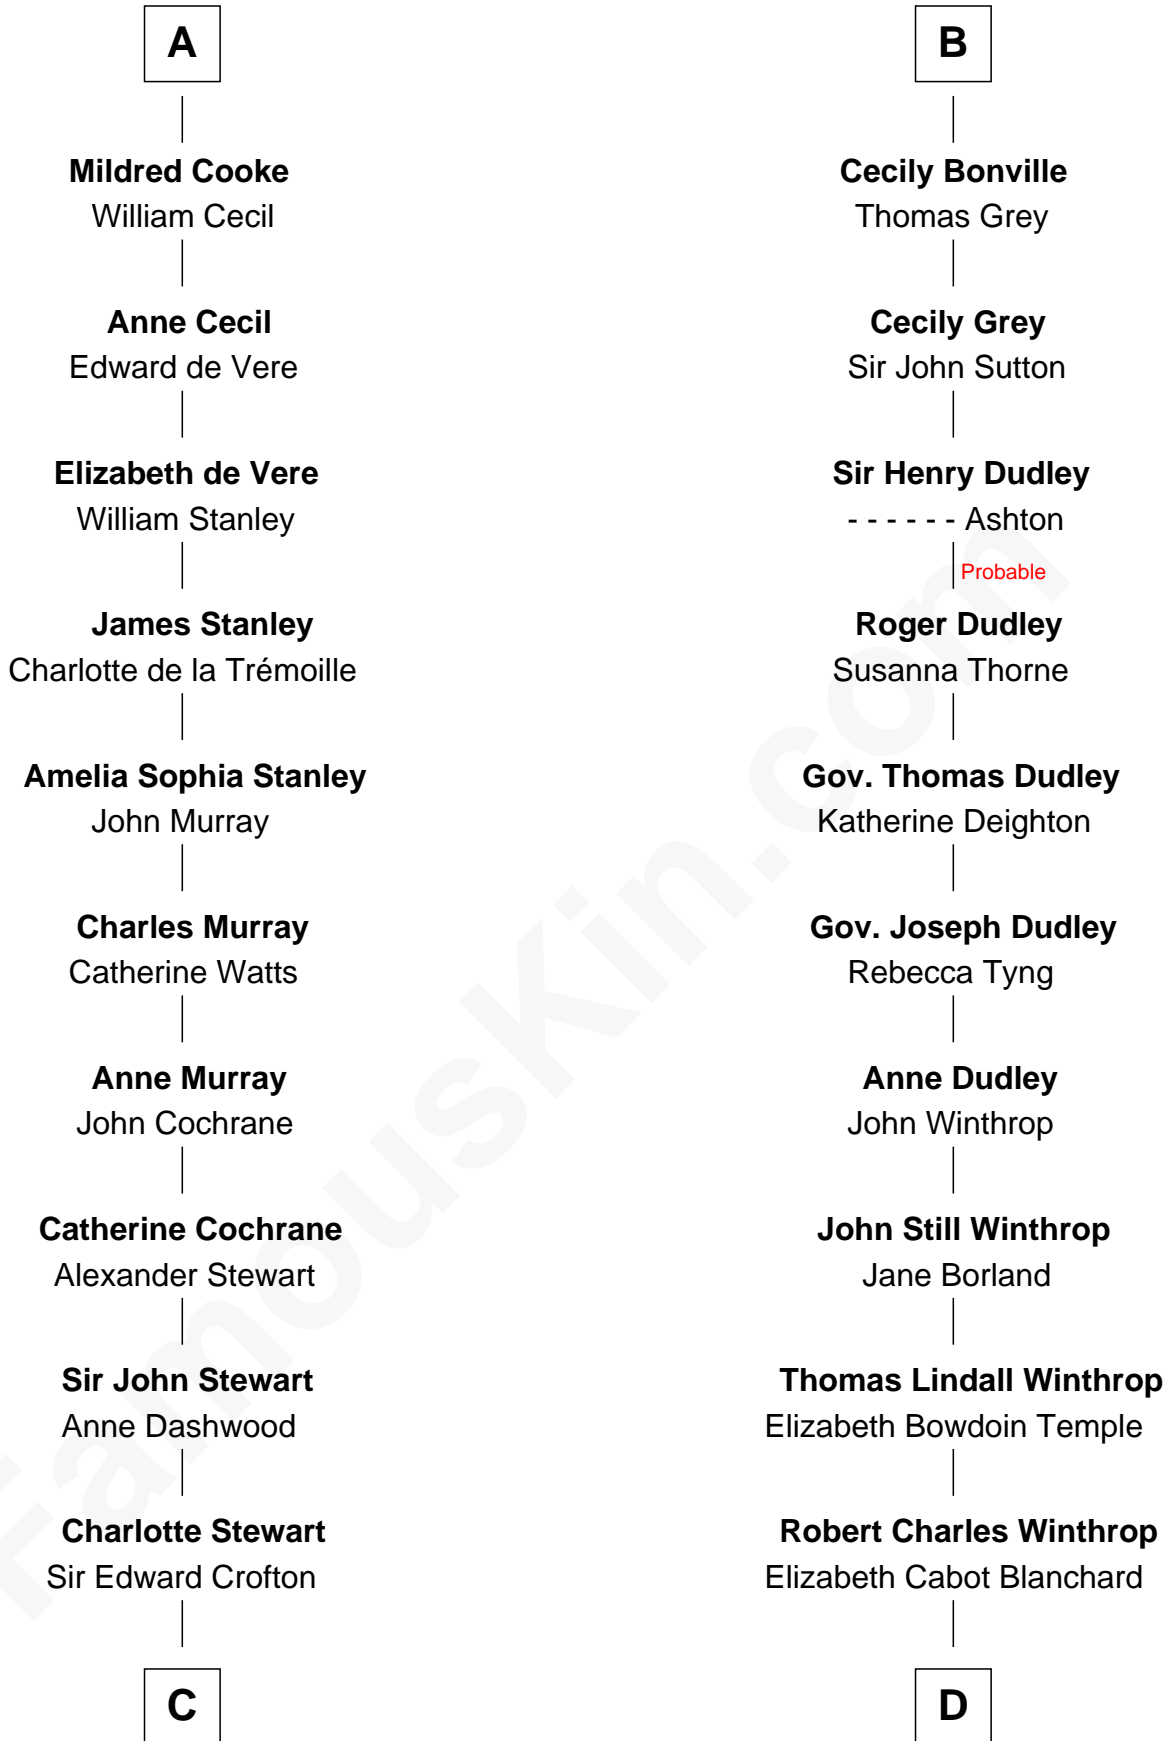 A
Mildred Cooke
William Cecil
Anne Cecil
Edward de Vere
Elizabeth de Vere
William Stanley
James Stanley
Charlotte de la Trémoille
Amelia Sophia Stanley
John Murray
Charles Murray
Catherine Watts
Anne Murray
John Cochrane
Catherine Cochrane
Alexander Stewart
Sir John Stewart
Anne Dashwood
Charlotte Stewart
Sir Edward Crofton
C
B
Cecily Bonville
Thomas Grey
Cecily Grey
Sir John Sutton
Sir Henry Dudley
- - - - - - Ashton
Probable
Roger Dudley
Susanna Thorne
Gov. Thomas Dudley
Katherine Deighton
Gov. Joseph Dudley
Rebecca Tyng
Anne Dudley
John Winthrop
John Still Winthrop
Jane Borland
Thomas Lindall Winthrop
Elizabeth Bowdoin Temple
Robert Charles Winthrop
Elizabeth Cabot Blanchard
D
FamousKin.com